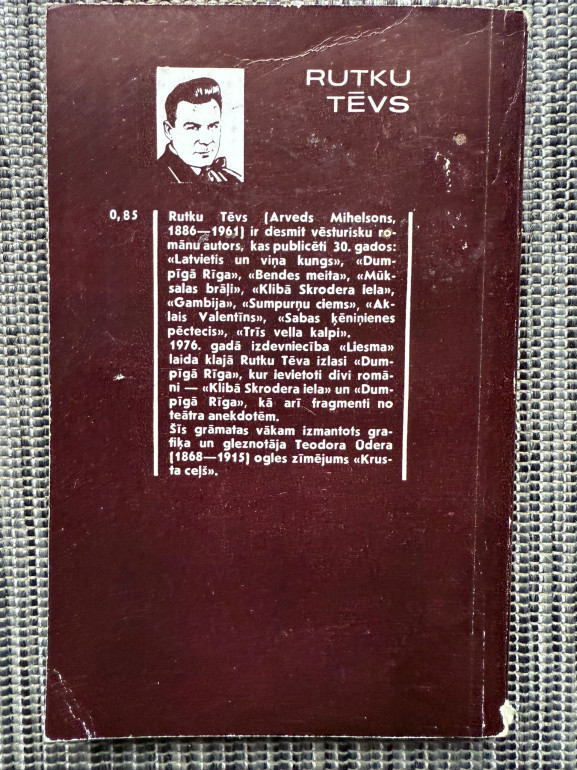 RUTKU
TĒVS
0,85
Rutku Tēvs (Arveds Mihelsons,
1886—1961) ir desmit vēsturisku ro-
mānu autors, kas publicēti 30. gados:
«Latvietis un viņa kungs», «Dum-
pīgā Rīga», «Bendes meita», «Mūk-
salas brāļi», «Klibā Skrodera iela»,
«Gambija», «Sumpurņu ciems», «Ak-
lais Valentīns», «Sabas ķēniņienes
pēctecis», «Trīs vella kalpi».
1976. gadā izdevniecība «Liesma»
laida klajā Rutku Tēva izlasi «Dum-
pīgā Rīga», kur ievietoti divi romā-
ni — «Klibā Skrodera iela» un «Dum-
pīgā Rīga», kā arī fragmenti no
teātra anekdotēm.
Šīs grāmatas vākam izmantots gra-
fiķa un gleznotāja Teodora Ūdera
(1868—1915) ogles zīmējums «Krus-
ta ceļš».